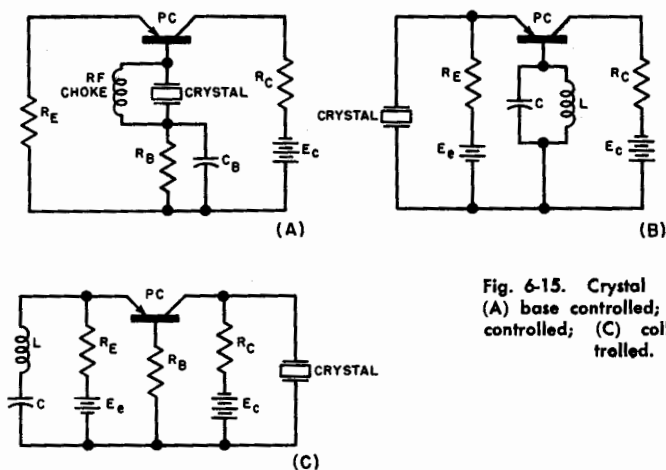 PC
RF
CHOKE
CRYSTAL
RE
RC
RB
CB
Ec
(A)
PC
CRYSTAL
RE
C
L
RC
Ee
Ec
(B)
PC
L
RE
RB
RC
CRYSTAL
C
Ee
Ec
(C)
Fig. 6-15. Crystal
(A) base controlled;
controlled; (C) col
trolled.